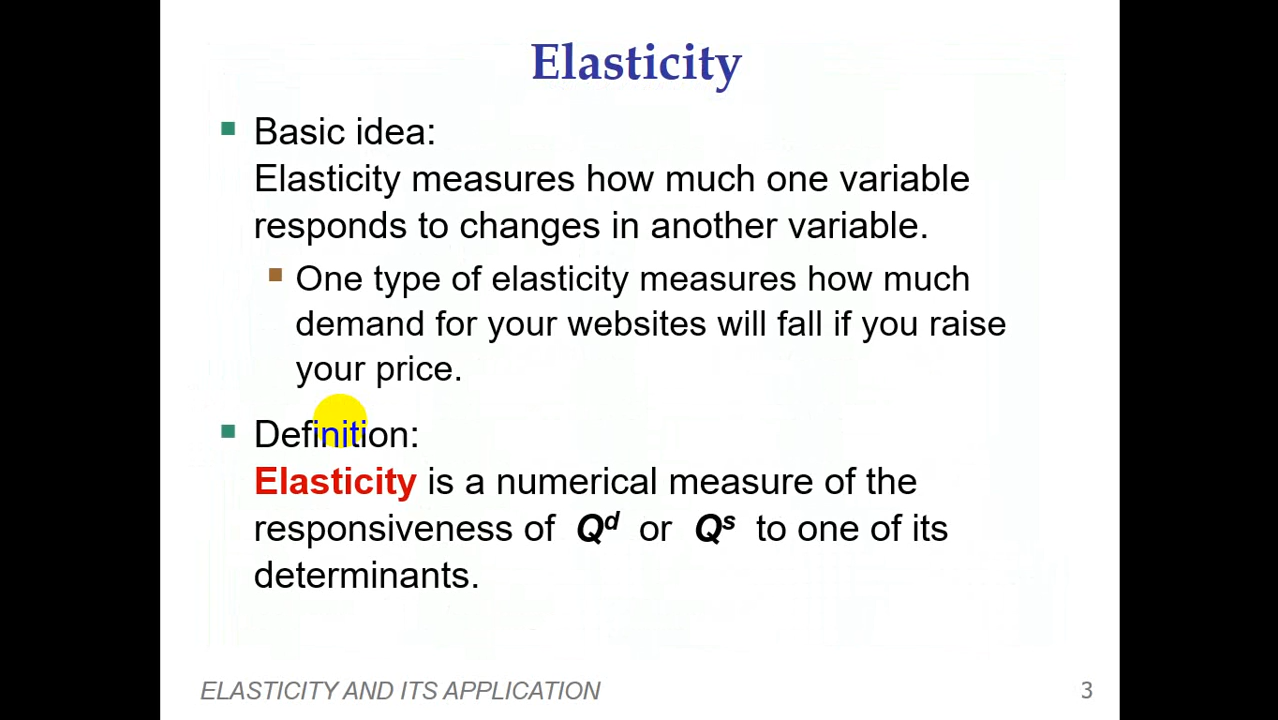 Elasticity
Basic idea:
Elasticity measures how much one variable
responds to changes in another variable.
One type of elasticity measures how much
demand for your websites will fall if you raise
your price.
Definition:
Elasticity is a numerical measure of the
responsiveness of Qd or Qs to one of its
determinants.
ELASTICITY AND ITS APPLICATION 3